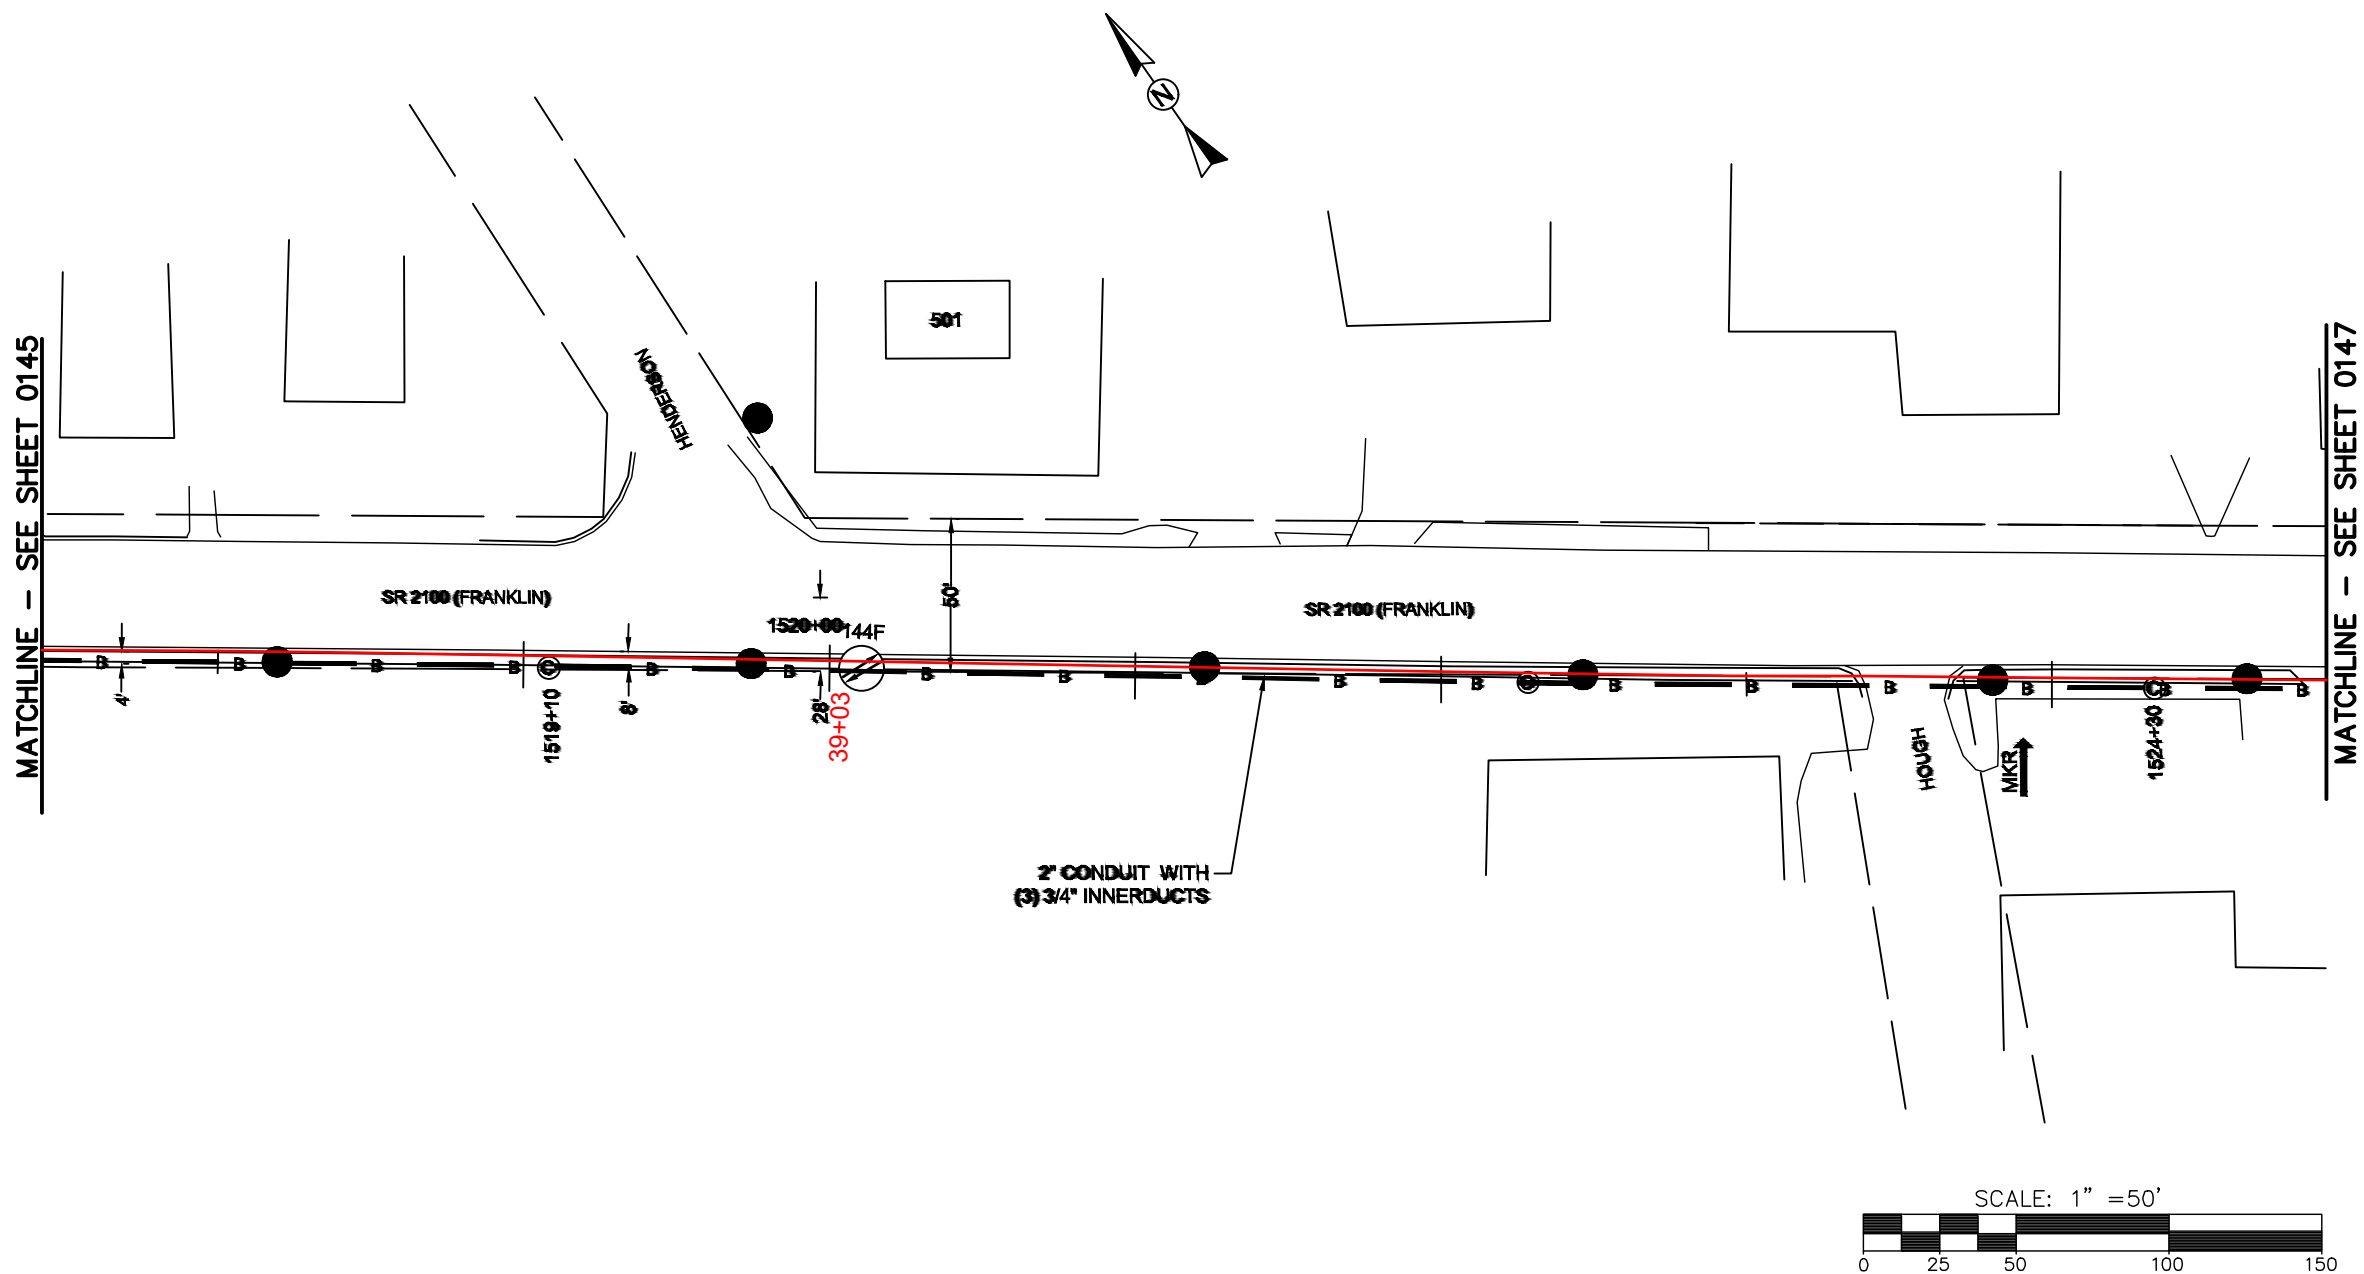 N
MATCHLINE - SEE SHEET 0145
HENDERSON
501
MATCHLINE - SEE SHEET 0147
SR 2100 (FRANKLIN)
50'
SR 2100 (FRANKLIN)
1520+00
144F
B
B
B
B
C
B
B
B
B
B
B
B
B
B
B
B
C
B
B
4'
1519+10
8'
28'
39+03
HOUGH
MKR
1524+30
2" CONDUIT WITH
(3) 3/4" INNERDUCTS
SCALE: 1" =50'
0 25 50 100 150